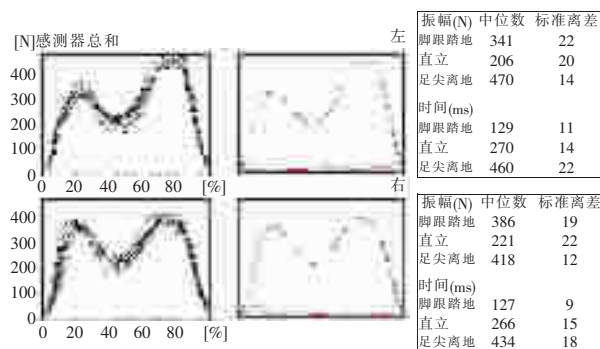 [N]感测器总和 左
400
300
200
100
0
0 20 40 60 80 [%]
右
400
300
200
100
0
0 20 40 60 80 [%]
振幅(N) 中位数 标准离差
脚跟踏地 341 22
直立 206 20
足尖离地 470 14
时间(ms)
脚跟踏地 129 11
直立 270 14
足尖离地 460 22
振幅(N) 中位数 标准离差
脚跟踏地 386 19
直立 221 22
足尖离地 418 12
时间(ms)
脚跟踏地 127 9
直立 266 15
足尖离地 434 18